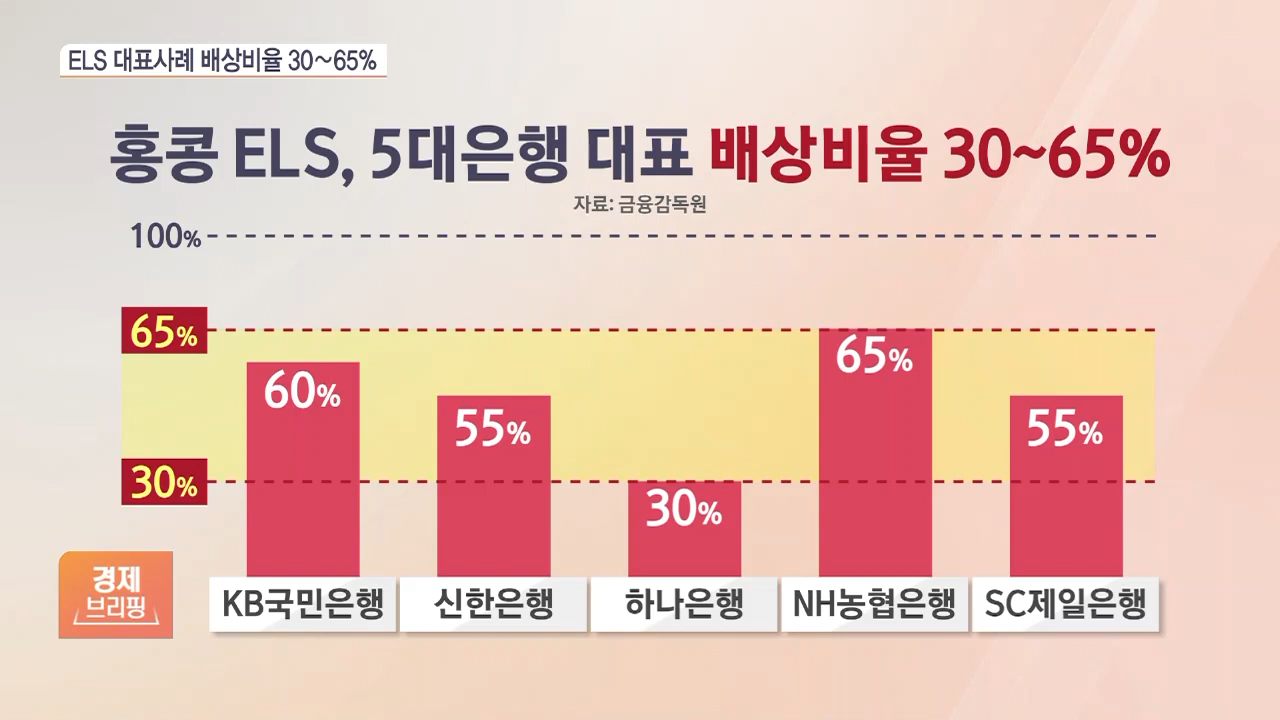 ELS 대표사례 배상비율 30~65%
홍콩 ELS, 5대은행 대표 배상비율 30~65%
자료: 금융감독원
100%
65%
30%
60%
55%
30%
65%
55%
KB국민은행
신한은행
하나은행
NH농협은행
SC제일은행
경제
브리핑